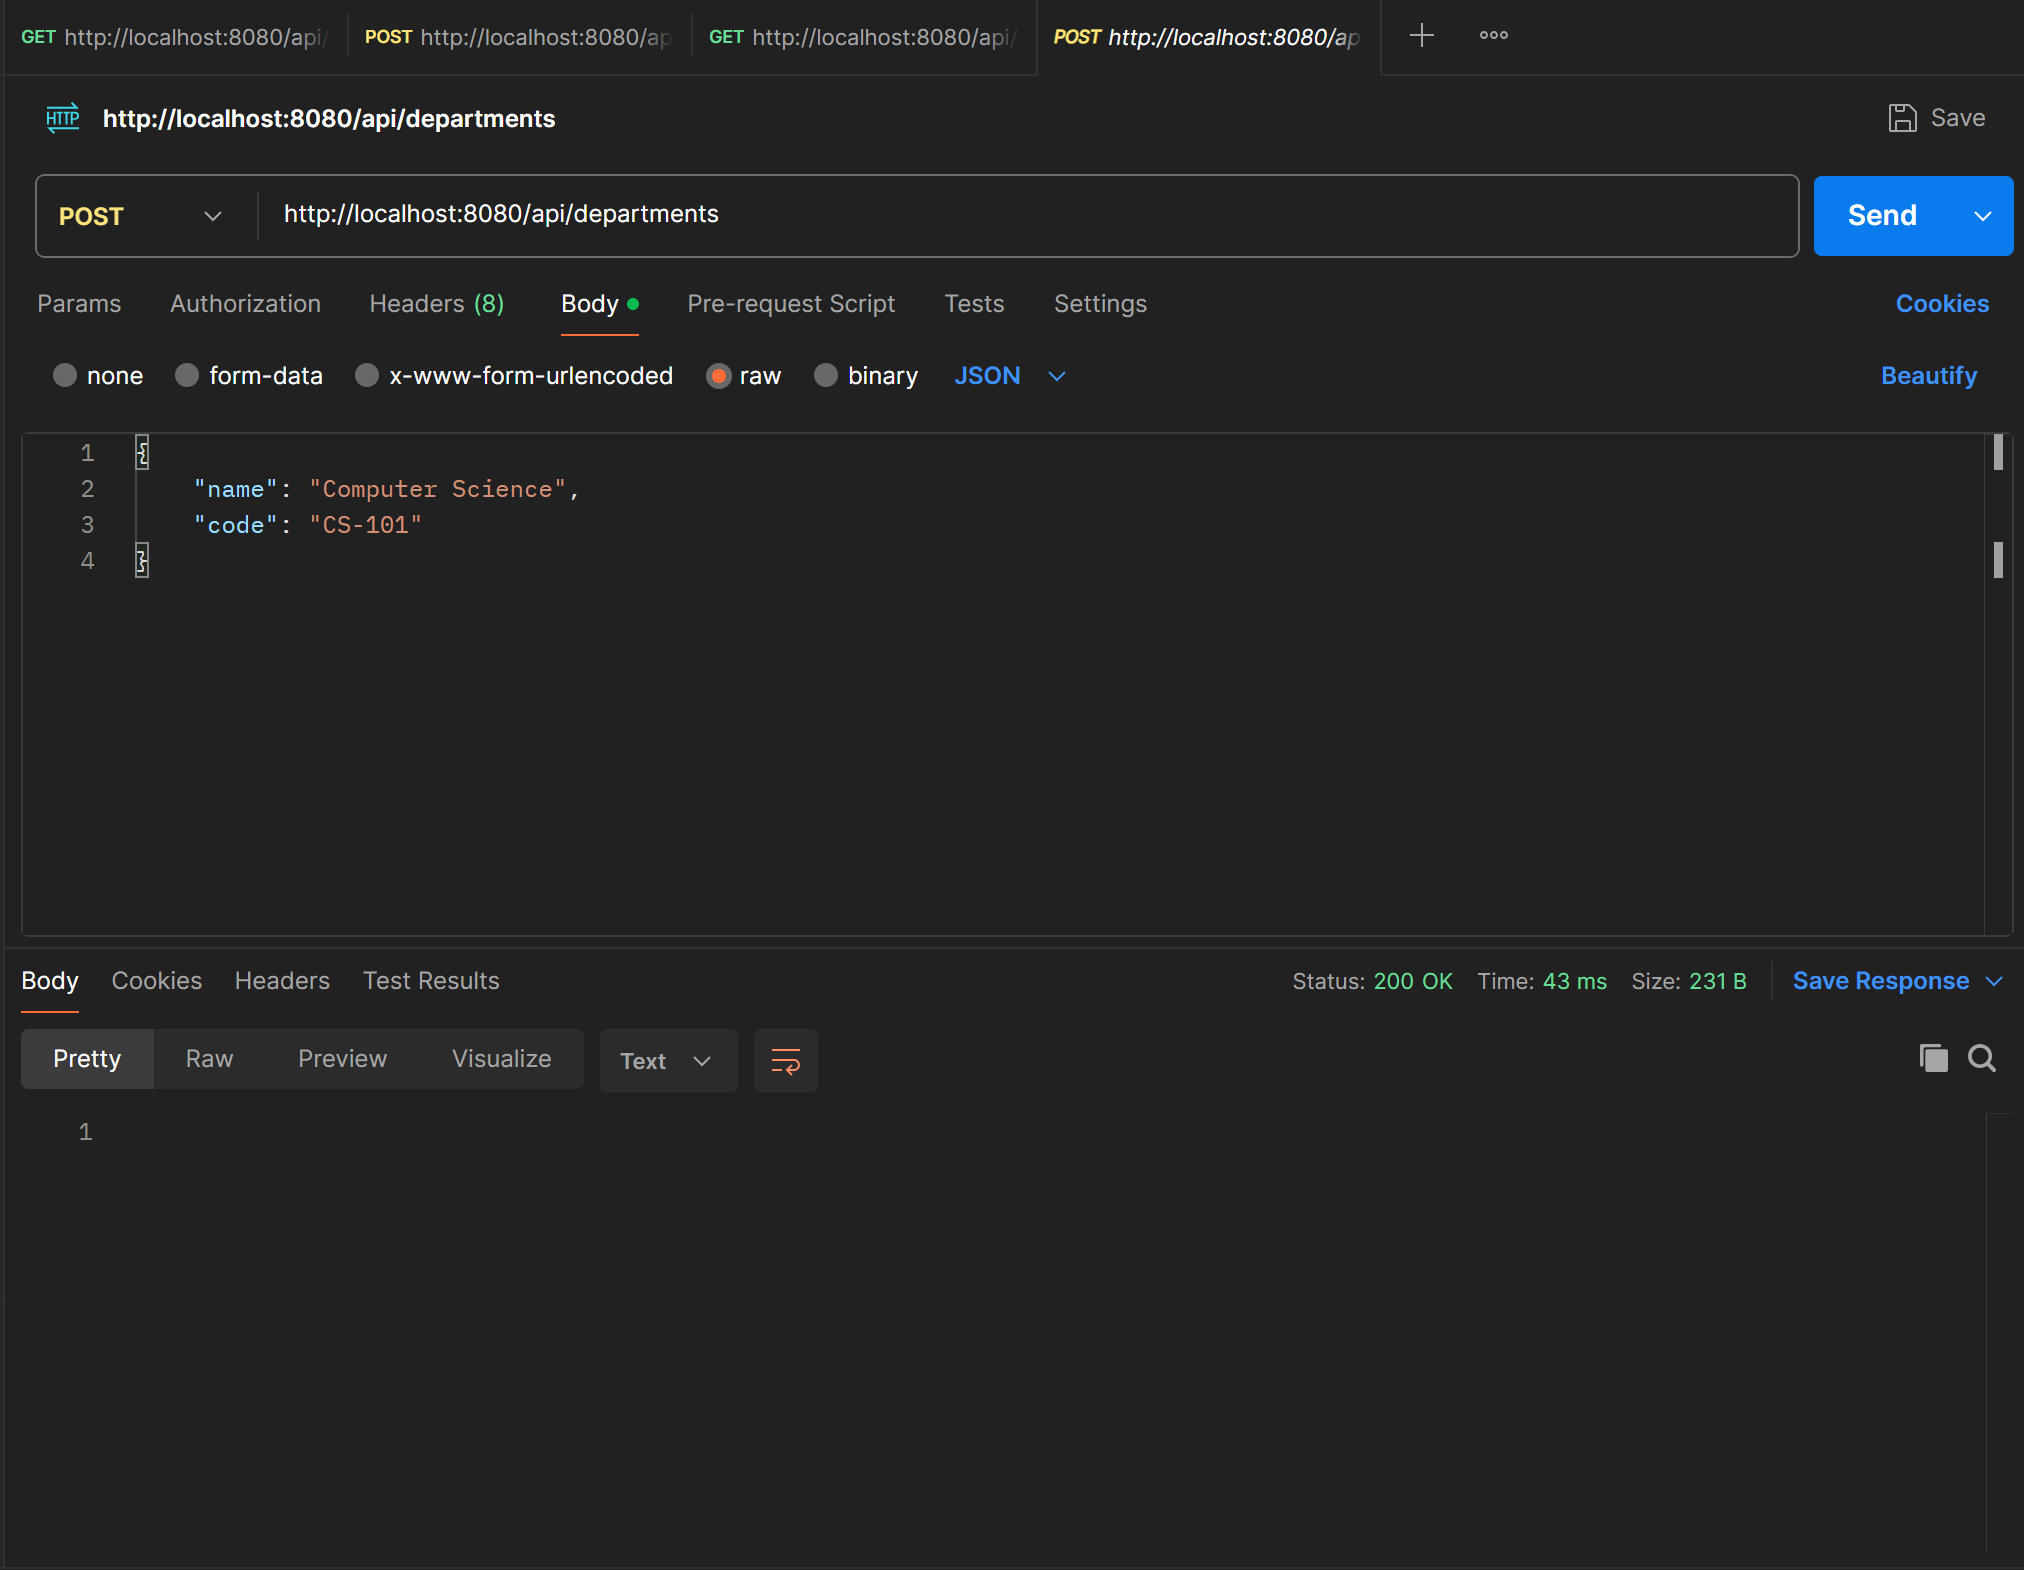 GET http://localhost:8080/api/ POST http://localhost:8080/ap GET http://localhost:8080/api/ POST http://localhost:8080/ap
HTTP http://localhost:8080/api/departments Save
POST http://localhost:8080/api/departments Send
Params Authorization Headers (8) Body Pre-request Script Tests Settings Cookies
none form-data x-www-form-urlencoded raw binary JSON Beautify
1 {
2 "name": "Computer Science",
3 "code": "CS-101"
4 }
Body Cookies Headers Test Results Status: 200 OK Time: 43 ms Size: 231 B Save Response
Pretty Raw Preview Visualize Text
1